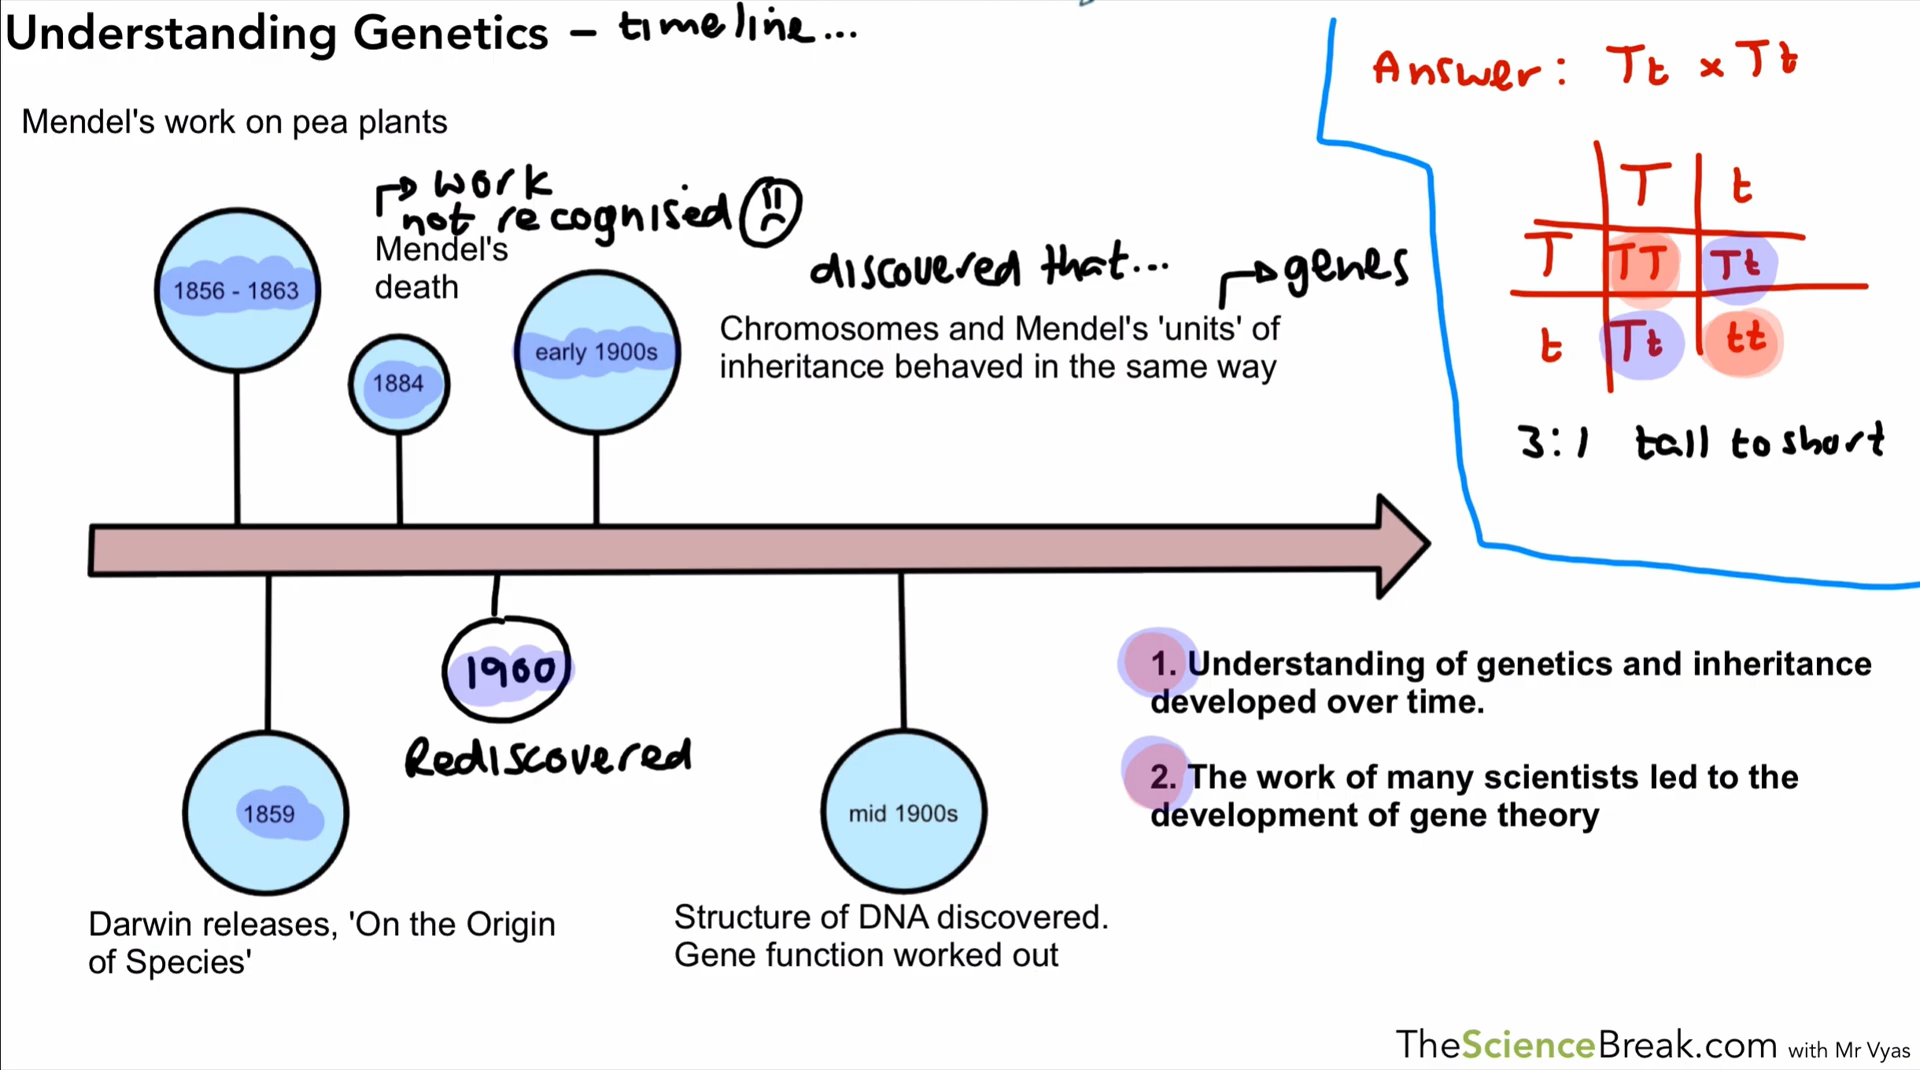 Understanding Genetics – timeline...
Mendel's work on pea plants
1856 - 1863
work
not recognised
Mendel's
death
1884
early 1900s
discovered that...
genes
Chromosomes and Mendel's 'units' of
inheritance behaved in the same way
1859
Darwin releases, 'On the Origin
of Species'
1900
Rediscovered
mid 1900s
Structure of DNA discovered.
Gene function worked out
Answer: Tt x Tt
T t
T TT Tt
t Tt tt
3:1 tall to short
1. Understanding of genetics and inheritance
developed over time.
2. The work of many scientists led to the
development of gene theory
TheScienceBreak.com with Mr Vyas